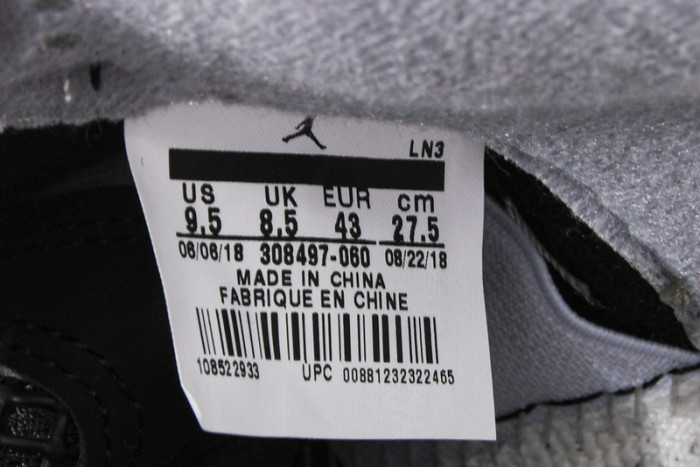 LN3
US UK EUR cm
9.5 8.5 43 27.5
06/06/18 308497-060 08/22/18
MADE IN CHINA
FABRIQUE EN CHINE
108522933 UPC 00881232322465